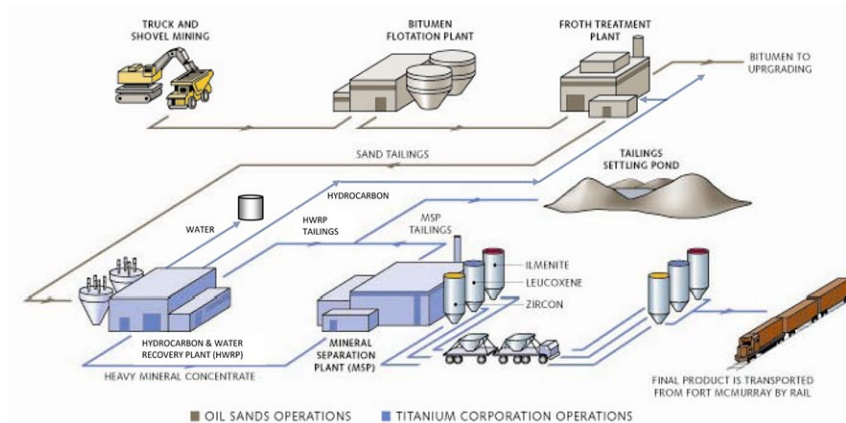 TRUCK AND
SHOVEL MINING
BITUMEN
FLOTATION PLANT
FROTH TREATMENT
PLANT
BITUMEN TO
UPRGRADING
SAND TAILINGS
TAILINGS
SETTLING POND
HYDROCARBON
WATER
HWRP
TAILINGS
MSP
TAILINGS
ILMENITE
LEUCOXENE
ZIRCON
HYDROCARBON & WATER
RECOVERY PLANT (HWRP)
MINERAL
SEPARATION
PLANT (MSP)
HEAVY MINERAL CONCENTRATE
FINAL PRODUCT IS TRANSPORTED
FROM FORT MCMURRAY BY RAIL
OIL SANDS OPERATIONS
TITANIUM CORPORATION OPERATIONS